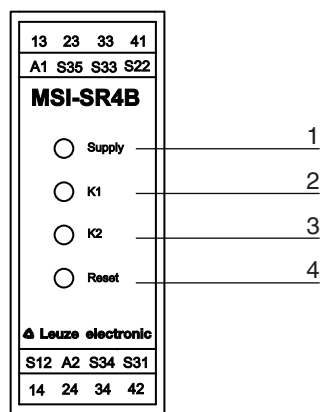 13 23 33 41
A1 S35 S33 S22
MSI-SR4B
Supply 1
K1 2
K2 3
Reset 4
Leuze electronic
S12 A2 S34 S31
14 24 34 42